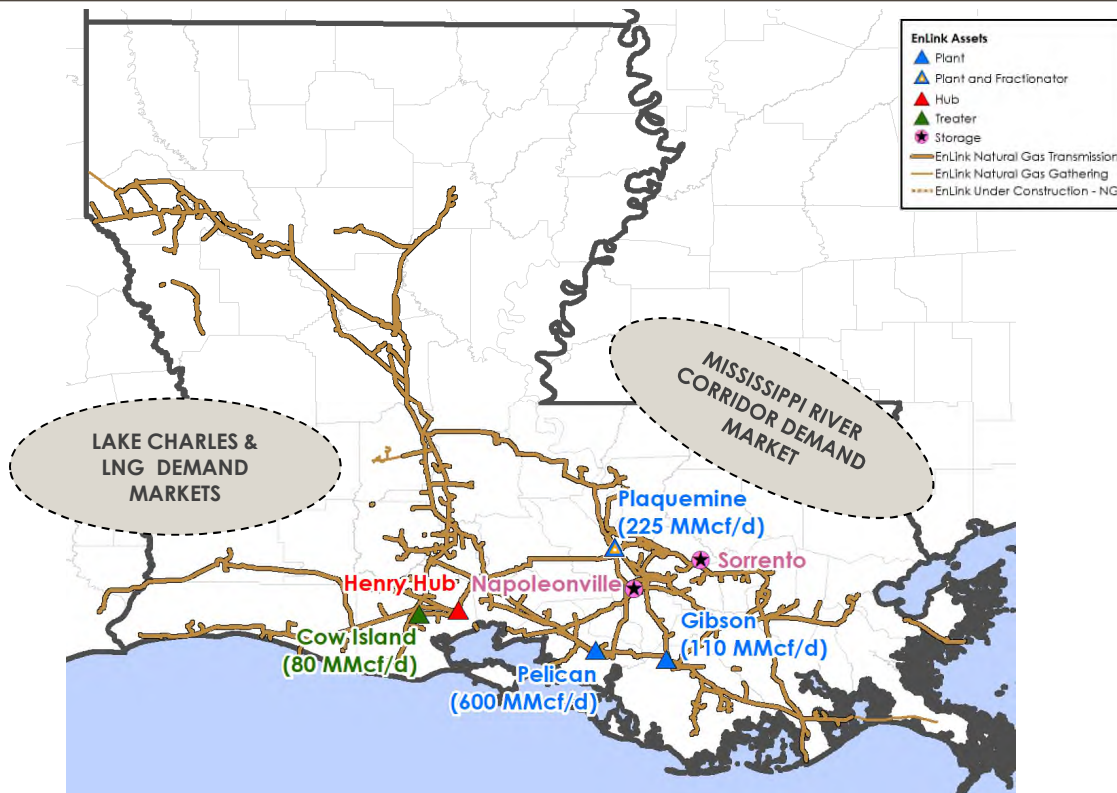 EnLink Assets
Plant
Plant and Fractionator
Hub
Treater
Storage
EnLink Natural Gas Transmission
EnLink Natural Gas Gathering
EnLink Under Construction - NG
MISSISSIPPI RIVER
CORRIDOR DEMAND
MARKET
LAKE CHARLES &
LNG DEMAND
MARKETS
Plaquemine
(225 MMcf/d)
Sorrento
Henry Hub
Napoleonville
Cow Island
(80 MMcf/d)
Gibson
(110 MMcf/d)
Pelican
(600 MMcf/d)